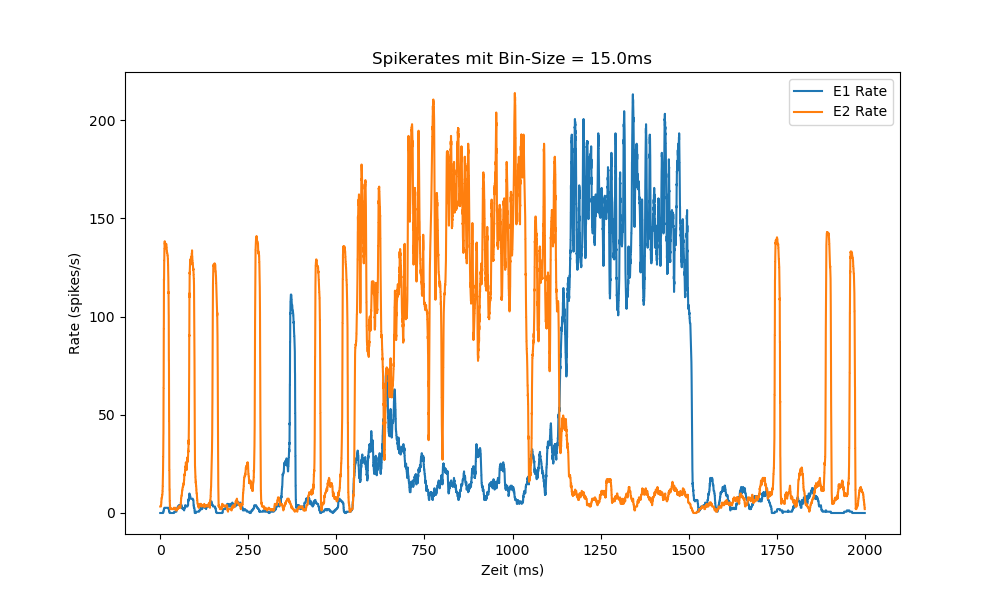 Spikerates mit Bin-Size = 15.0ms
E1 Rate
E2 Rate
200
150
100
50
0
Rate (spikes/s)
0 250 500 750 1000 1250 1500 1750 2000
Zeit (ms)